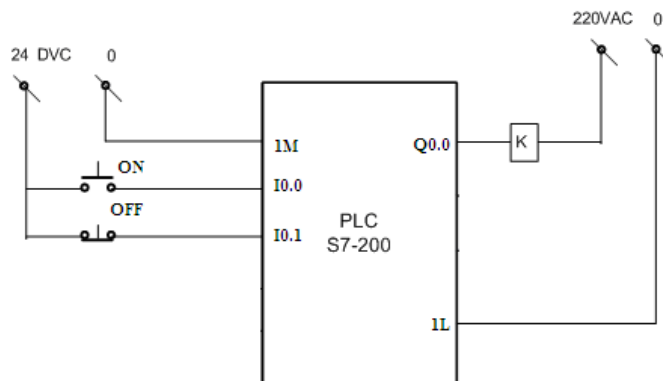 24 DVC 0
220VAC 0
1M
Q0.0
K
ON
I0.0
OFF
I0.1
PLC
S7-200
1L